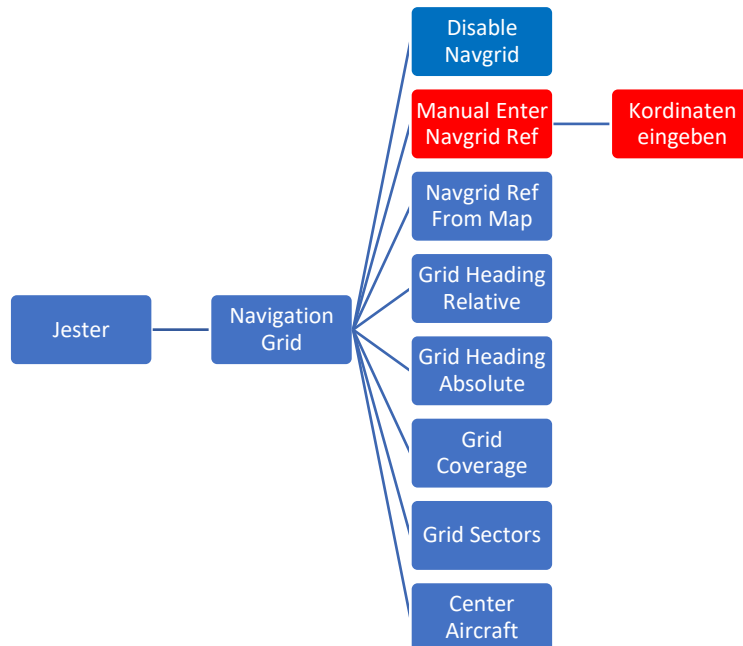 Jester
Navigation
Grid
Disable
Navgrid
Manual Enter
Navgrid Ref
Kordinaten
eingeben
Navgrid Ref
From Map
Grid Heading
Relative
Grid Heading
Absolute
Grid
Coverage
Grid Sectors
Center
Aircraft